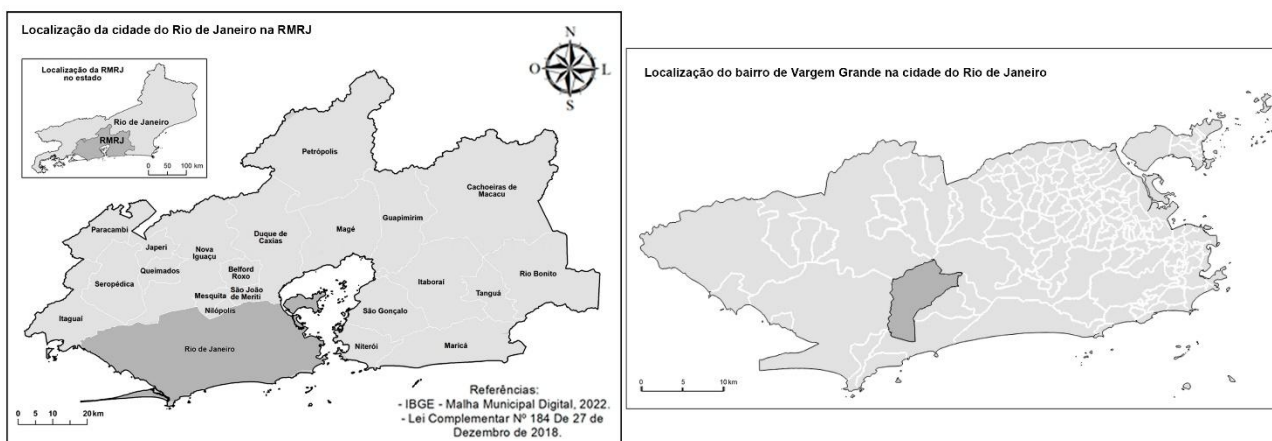 Localização da cidade do Rio de Janeiro na RMRJ
Localização da RMRJ
no estado
Rio de Janeiro
RMRJ
0 50 100 km
N
O
L
S
Petrópolis
Cachoeiras de
Macacu
Paracambi
Japeri
Nova
Iguaçu
Duque de
Caxias
Magé
Guapimirim
Seropédica
Queimados
Belford
Roxo
Mesquita
São João
de Meriti
Nilópolis
Itaguaí
Itaboraí
Rio Bonito
Tanguá
São Gonçalo
Rio de Janeiro
Niterói
Maricá
0 5 10 20 km
Referências:
- IBGE - Malha Municipal Digital, 2022.
- Lei Complementar Nº 184 De 27 de
Dezembro de 2018.
Localização do bairro de Vargem Grande na cidade do Rio de Janeiro
0 5 10 km